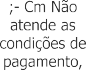 ;- Cm Não
atende as
condições de
pagamento,